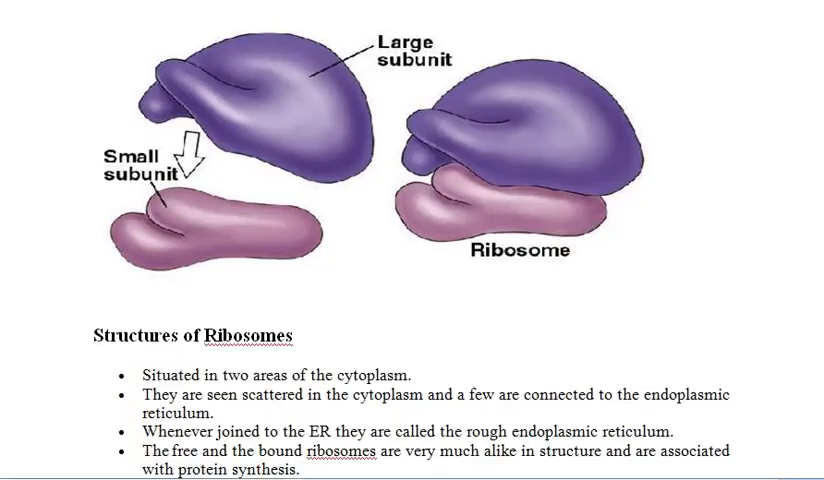 Large
subunit
Small
subunit
Ribosome
Structures of Ribosomes
• Situated in two areas of the cytoplasm.
• They are seen scattered in the cytoplasm and a few are connected to the endoplasmic
reticulum.
• Whenever joined to the ER they are called the rough endoplasmic reticulum.
• The free and the bound ribosomes are very much alike in structure and are associated
with protein synthesis.